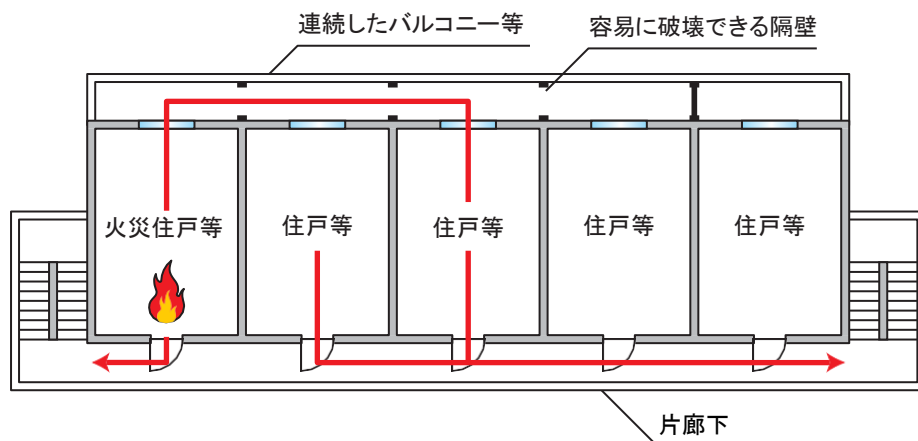 連続したバルコニー等
容易に破壊できる隔壁
火災住戸等
住戸等
住戸等
住戸等
住戸等
片廊下